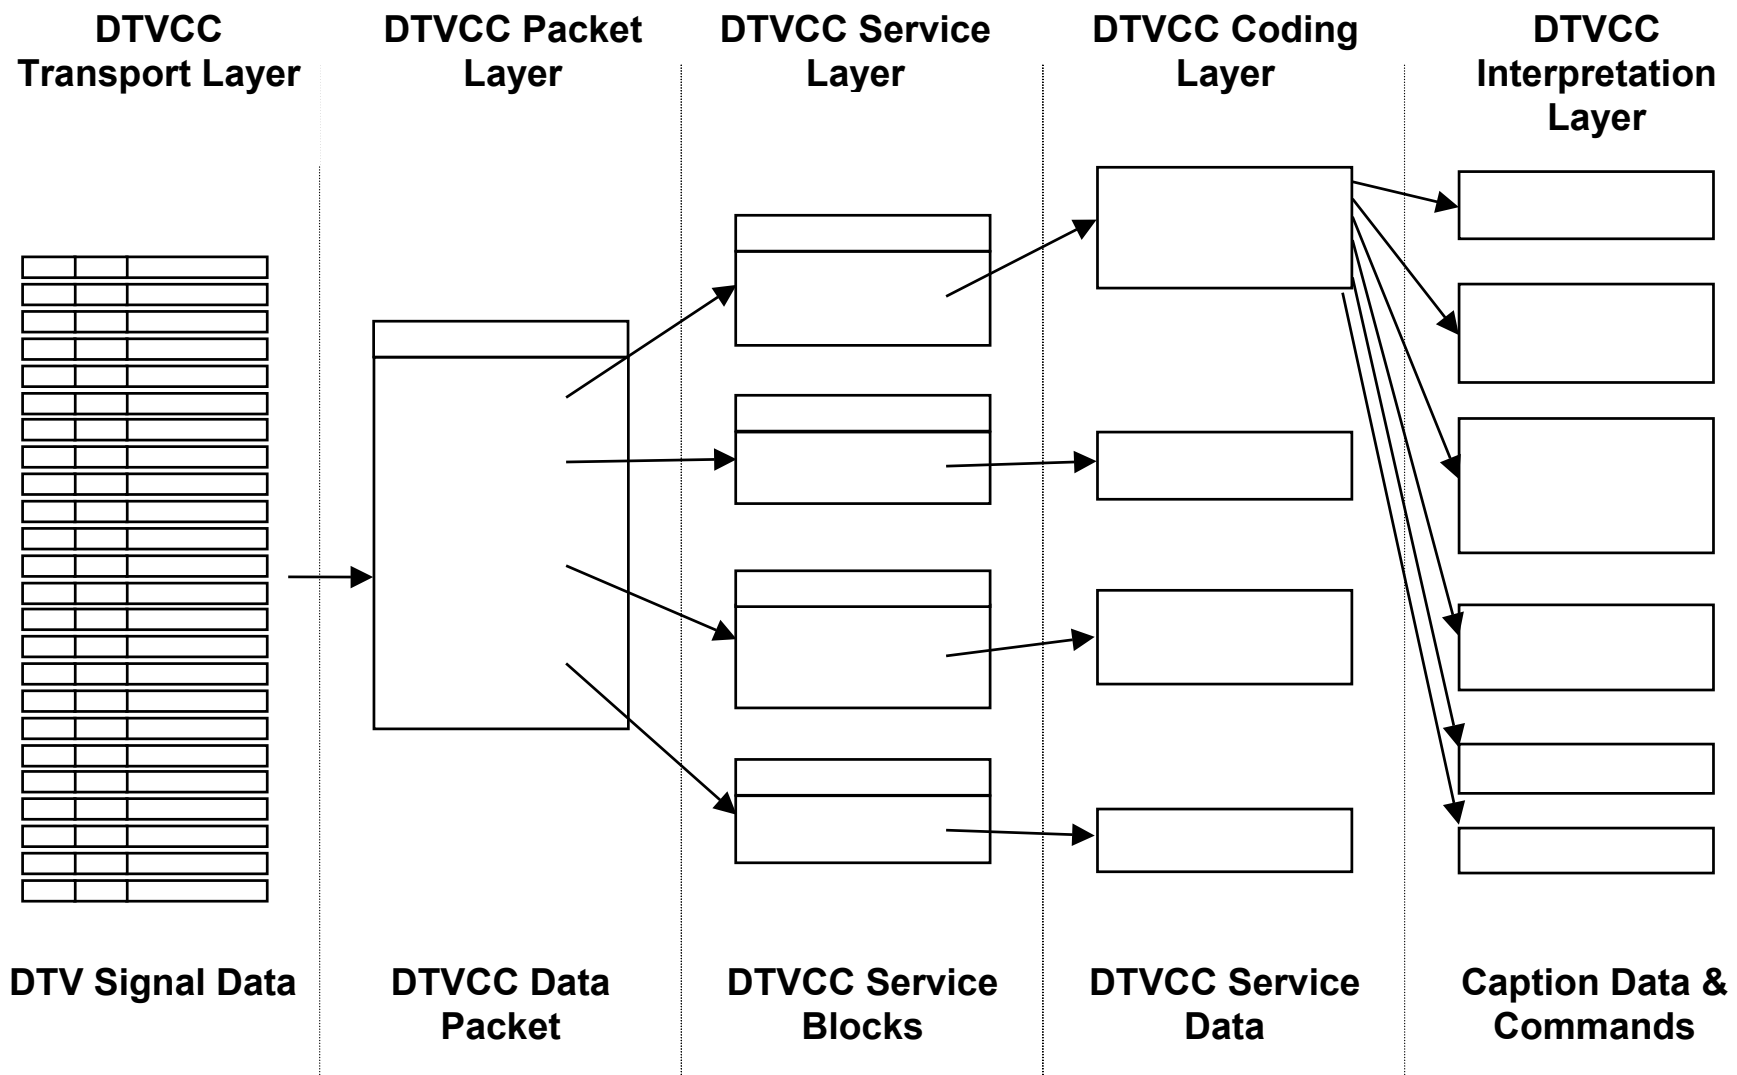 DTVCC
Transport Layer
DTVCC Packet
Layer
DTVCC Service
Layer
DTVCC Coding
Layer
DTVCC
Interpretation
Layer
DTV Signal Data
DTVCC Data
Packet
DTVCC Service
Blocks
DTVCC Service
Data
Caption Data &
Commands